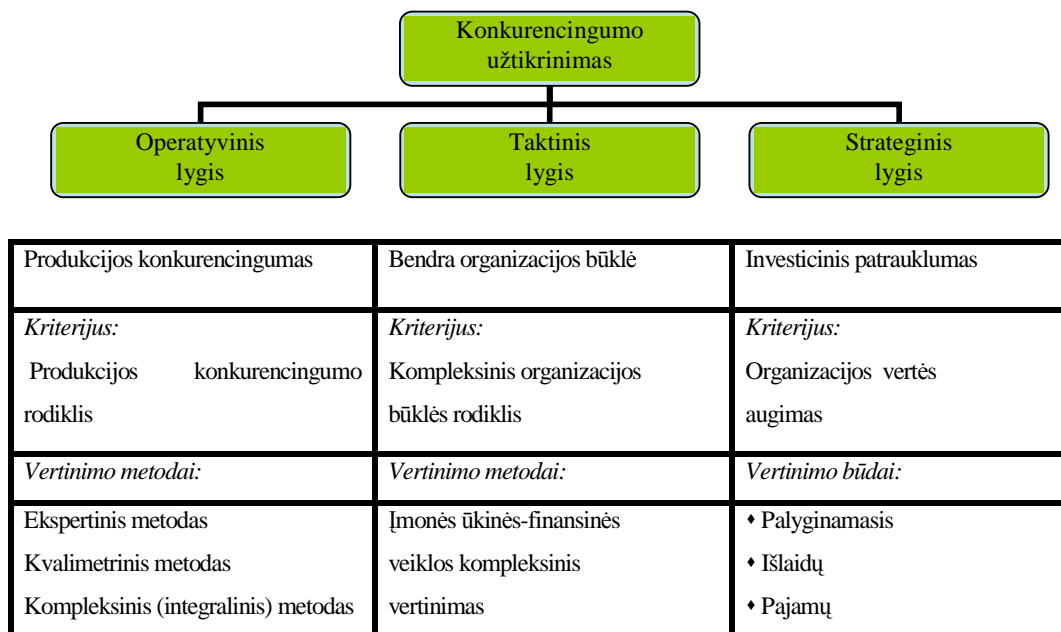 Konkurencingumo
užtikrinimas
Operatyvinis
lygis
Taktinis
lygis
Strateginis
lygis
Produkcijos konkurencingumas
Bendra organizacijos būklė
Investicinis patrauklumas
Kriterijus:
Produkcijos konkurencingumo
rodiklis
Kriterijus:
Kompleksinis organizacijos
būklės rodiklis
Kriterijus:
Organizacijos vertės
augimas
Vertinimo metodai:
Vertinimo metodai:
Vertinimo būdai:
Ekspertinis metodas
Kvalimetrinis metodas
Kompleksinis (integralinis) metodas
Įmonės ūkinės-finansinės
veiklos kompleksinis
vertinimas
♦ Palyginamasis
♦ Išlaidų
♦ Pajamų